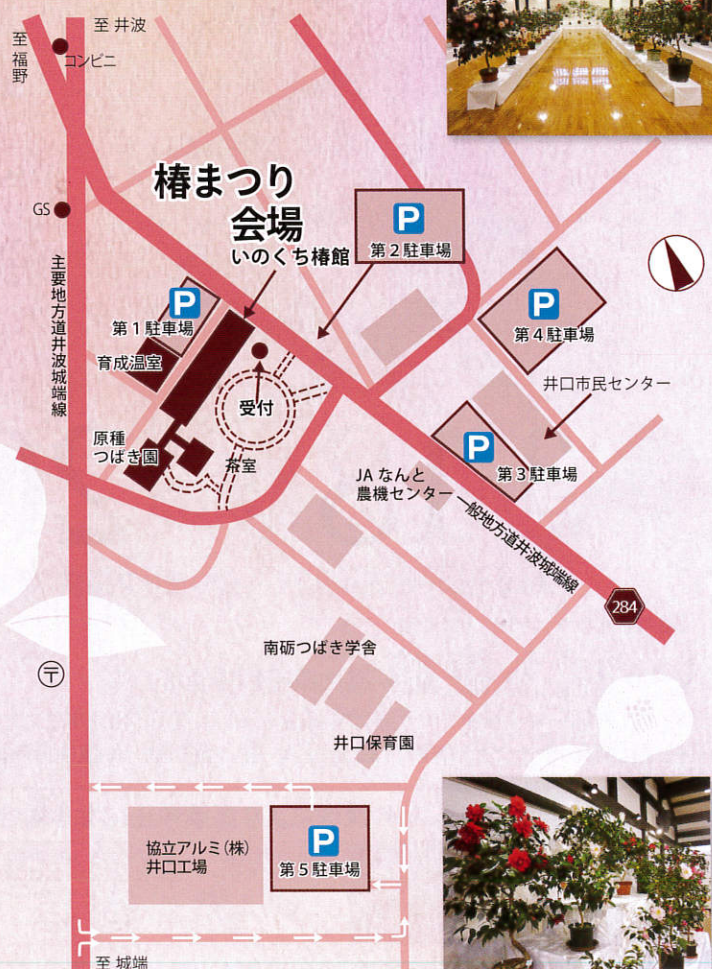 至 井波
至福野
コンビニ
GS
椿まつり
会場
いのくち椿館
P
第2駐車場
P
第1駐車場
育成温室
P
第4駐車場
主要地方道井波城端線
受付
井口市民センター
原種
つばき園
茶室
P
第3駐車場
JA なんと
農機センター
一般地方道井波城端線
284
〒
南砺つばき学舎
井口保育園
協立アルミ(株)
井口工場
P
第5駐車場
至 城端